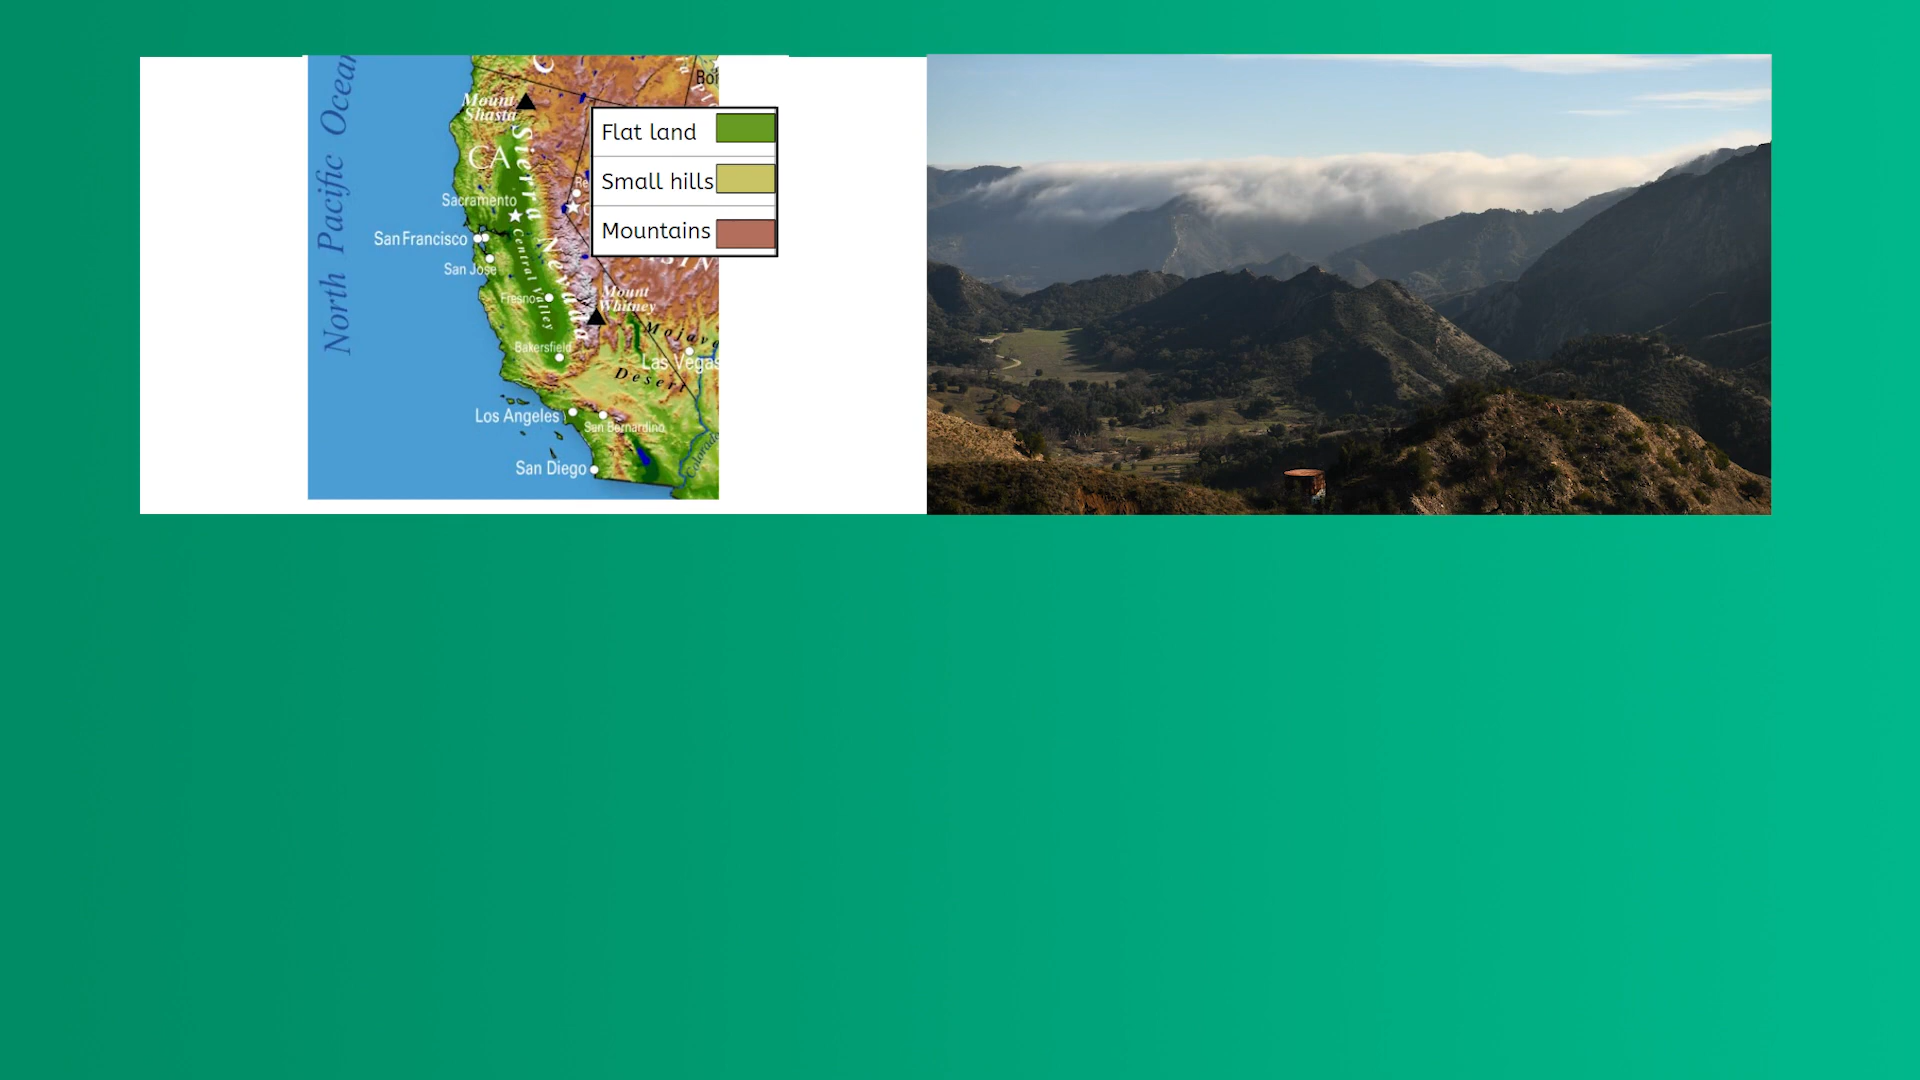 North Pacific Ocean
Mount
Shasta
CA
Sierra Nevada
Sacramento
San Francisco
San Jose
Central Valley
Fresno
Bakersfield
Mount
Whitney
Mojave
Desert
Las Vegas
Los Angeles
San Bernardino
San Diego
Colorado
Flat land
Small hills
Mountains